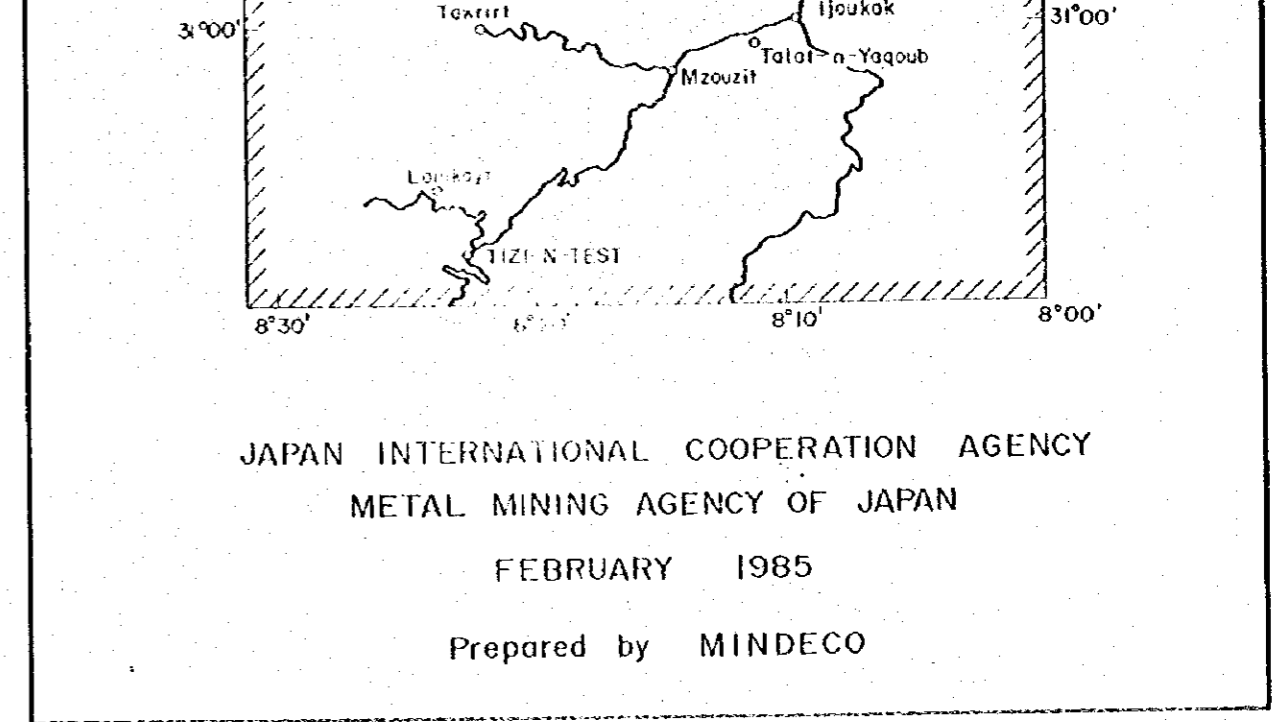 Taxrirt
Ijoukak
31°00'
31°00'
Talat-n-Yaqoub
Mzouzit
TIZI-N-TEST
8°30'
8°10'
8°00'
JAPAN INTERNATIONAL COOPERATION AGENCY
METAL MINING AGENCY OF JAPAN
FEBRUARY 1985
Prepared by MINDECO